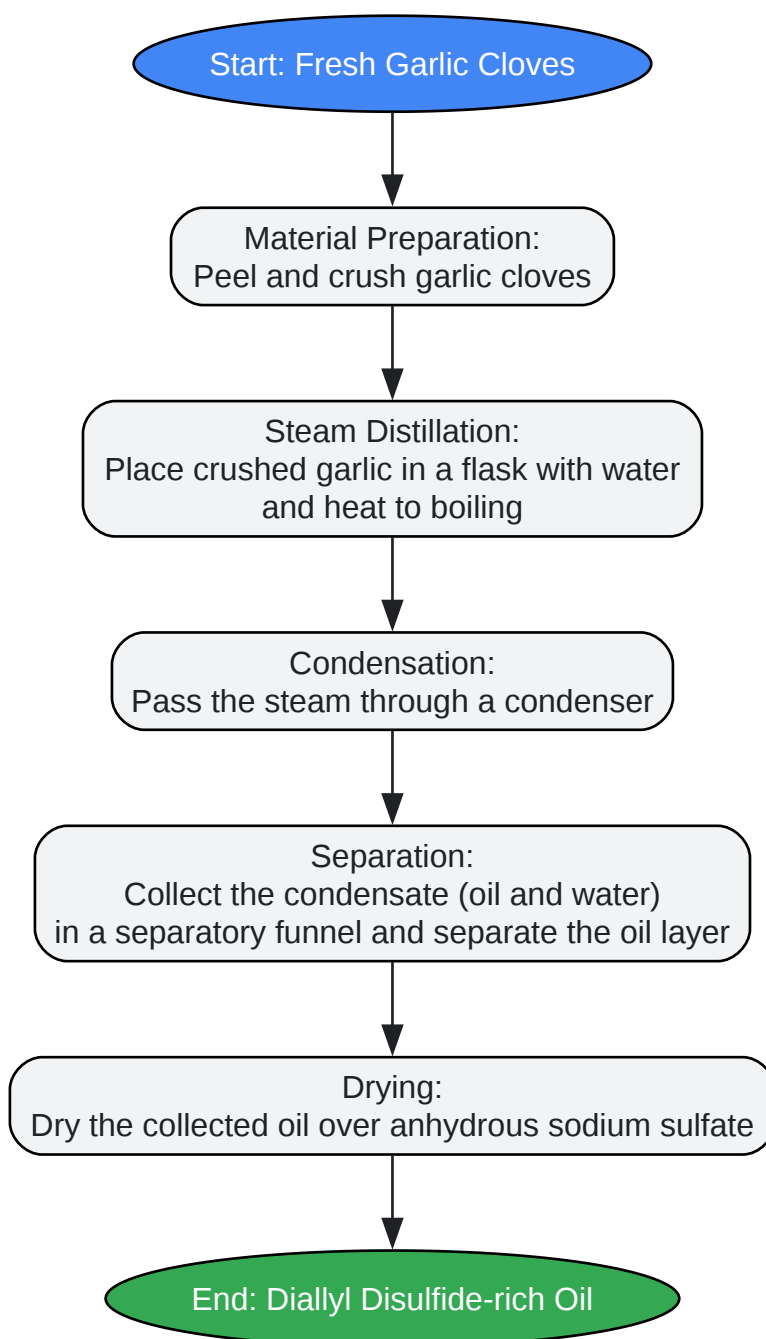 Start: Fresh Garlic Cloves
Material Preparation:
Peel and crush garlic cloves
Steam Distillation:
Place crushed garlic in a flask with water
and heat to boiling
Condensation:
Pass the steam through a condenser
Separation:
Collect the condensate (oil and water)
in a separatory funnel and separate the oil layer
Drying:
Dry the collected oil over anhydrous sodium sulfate
End: Diallyl Disulfide-rich Oil